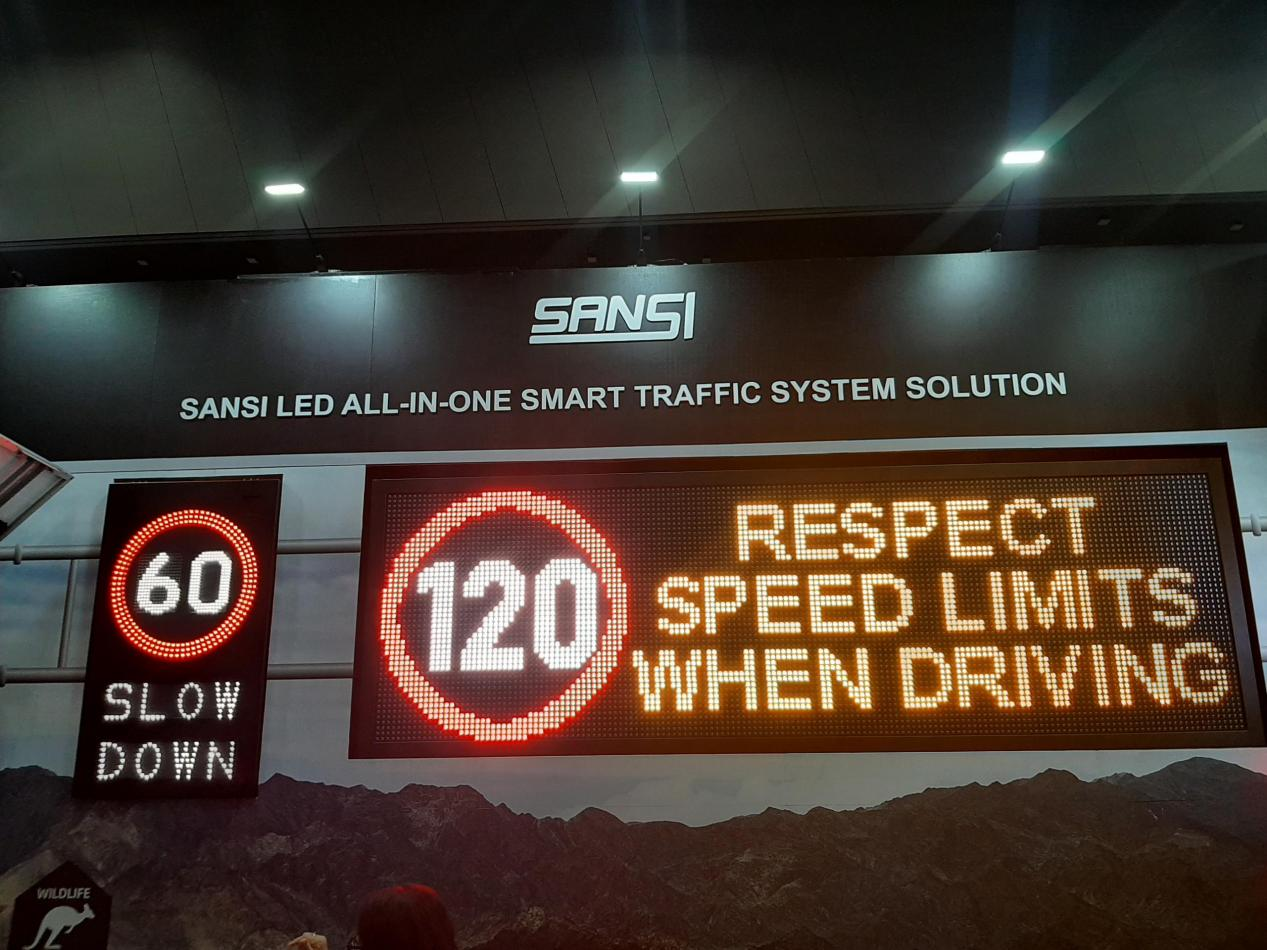 SANSI
SANSI LED ALL-IN-ONE SMART TRAFFIC SYSTEM SOLUTION
60
SLOW
DOWN
120
RESPECT
SPEED LIMITS
WHEN DRIVING
WILDLIFE